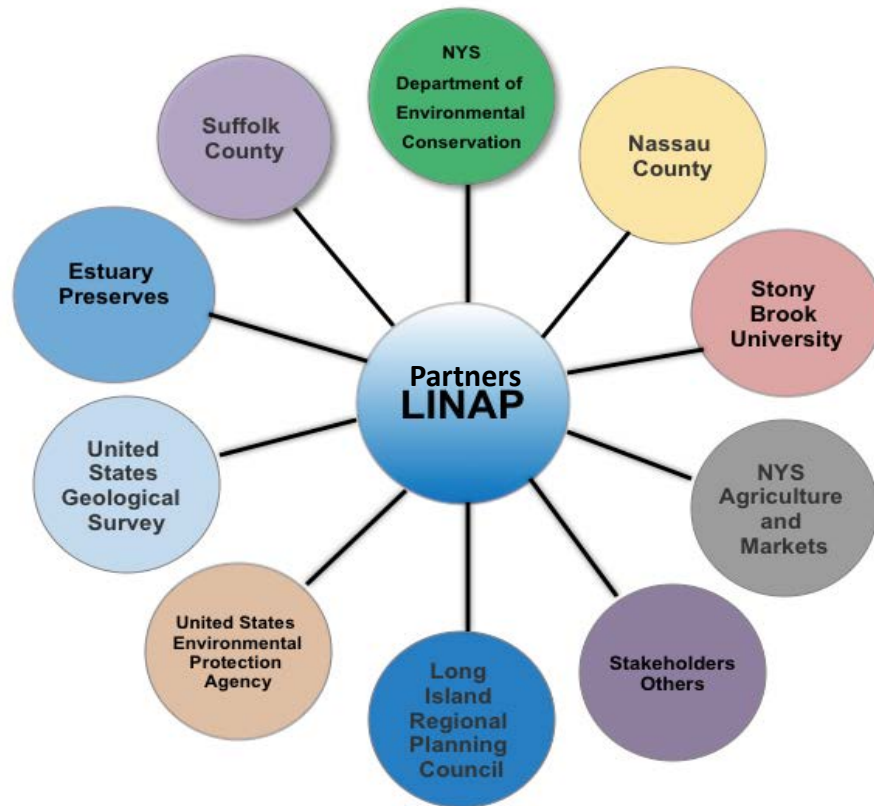 NYS
Department of
Environmental
Conservation
Suffolk
County
Nassau
County
Estuary
Preserves
Stony
Brook
University
Partners
LINAP
United
States
Geological
Survey
NYS
Agriculture
and
Markets
United States
Environmental
Protection
Agency
Long
Island
Regional
Planning
Council
Stakeholders
Others